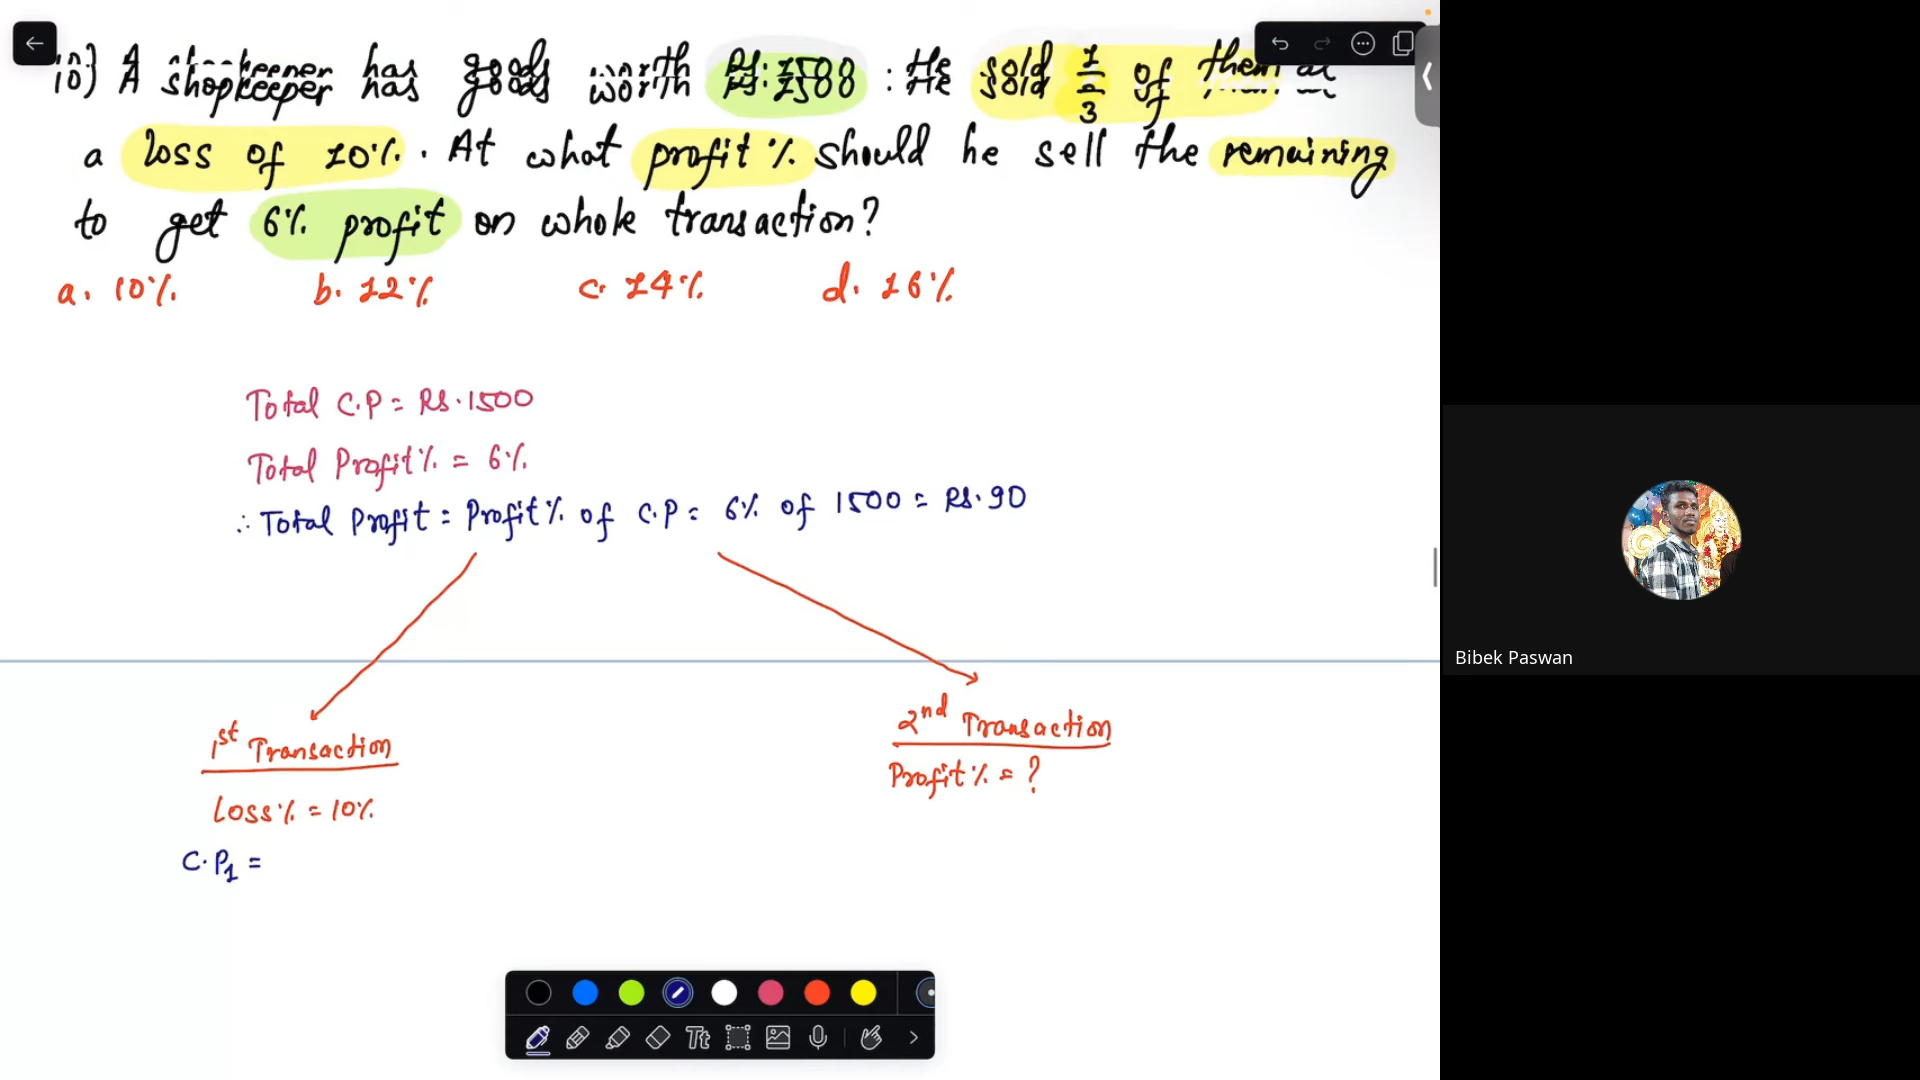 10) A shopkeeper has goods worth Rs. 1500 : He sold 1/3 of them at
a loss of 10%. At what profit % should he sell the remaining
to get 6% profit on whole transaction?
a. 10% b. 12% c. 14% d. 16%
Total C.P = Rs. 1500
Total Profit% = 6%
∴ Total Profit = Profit% of C.P = 6% of 1500 = Rs. 90
1st Transaction
Loss% = 10%
C.P1 =
2nd Transaction
Profit% = ?
Tt
Bibek Paswan